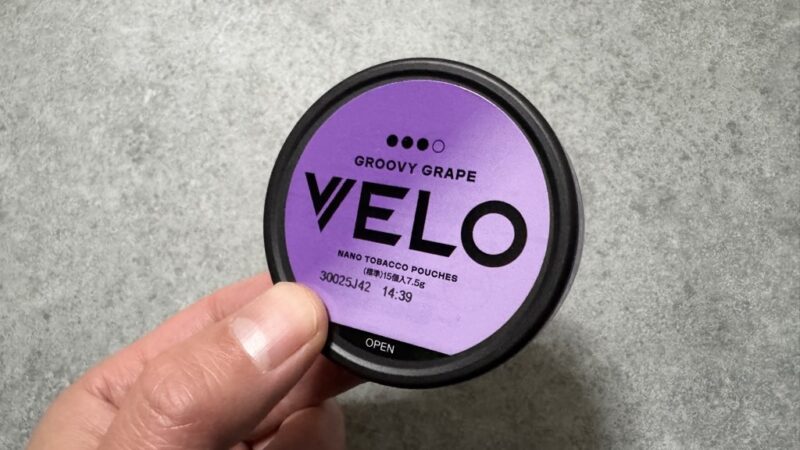 GROOVY GRAPE
VELO
NANO TOBACCO POUCHES
(標準)15個入7.5g
30025J42 14:39
OPEN